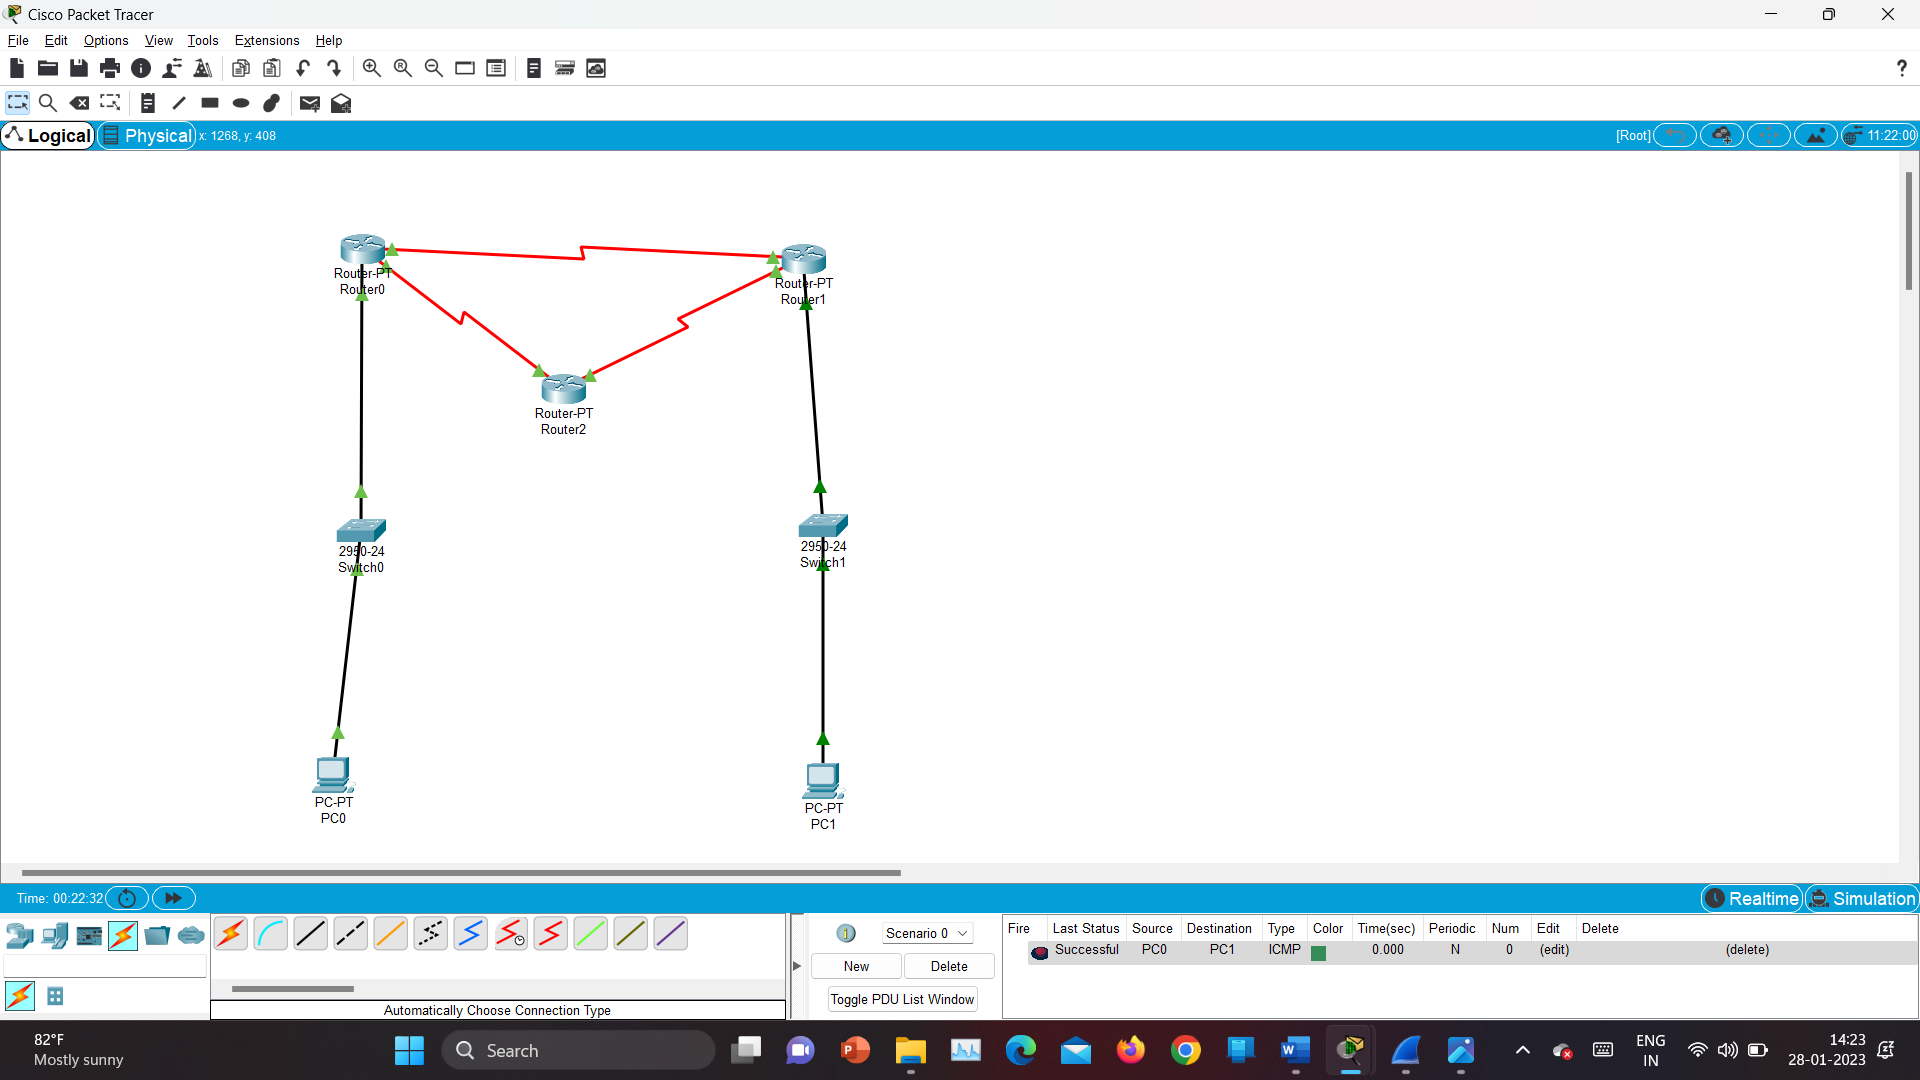 Cisco Packet Tracer
File Edit Options View Tools Extensions Help
?
Logical Physical x: 1268, y: 408 [Root] 11:22:00
Router-PT
Router0
Router-PT
Router1
Router-PT
Router2
2950-24
Switch0
2950-24
Switch1
PC-PT
PC0
PC-PT
PC1
Time: 00:22:32 Realtime Simulation
Scenario 0
New Delete
Toggle PDU List Window
Fire Last Status Source Destination Type Color Time(sec) Periodic Num Edit Delete
Successful PC0 PC1 ICMP 0.000 N 0 (edit) (delete)
Automatically Choose Connection Type
82°F
Mostly sunny
Search
ENG
IN
14:23
28-01-2023